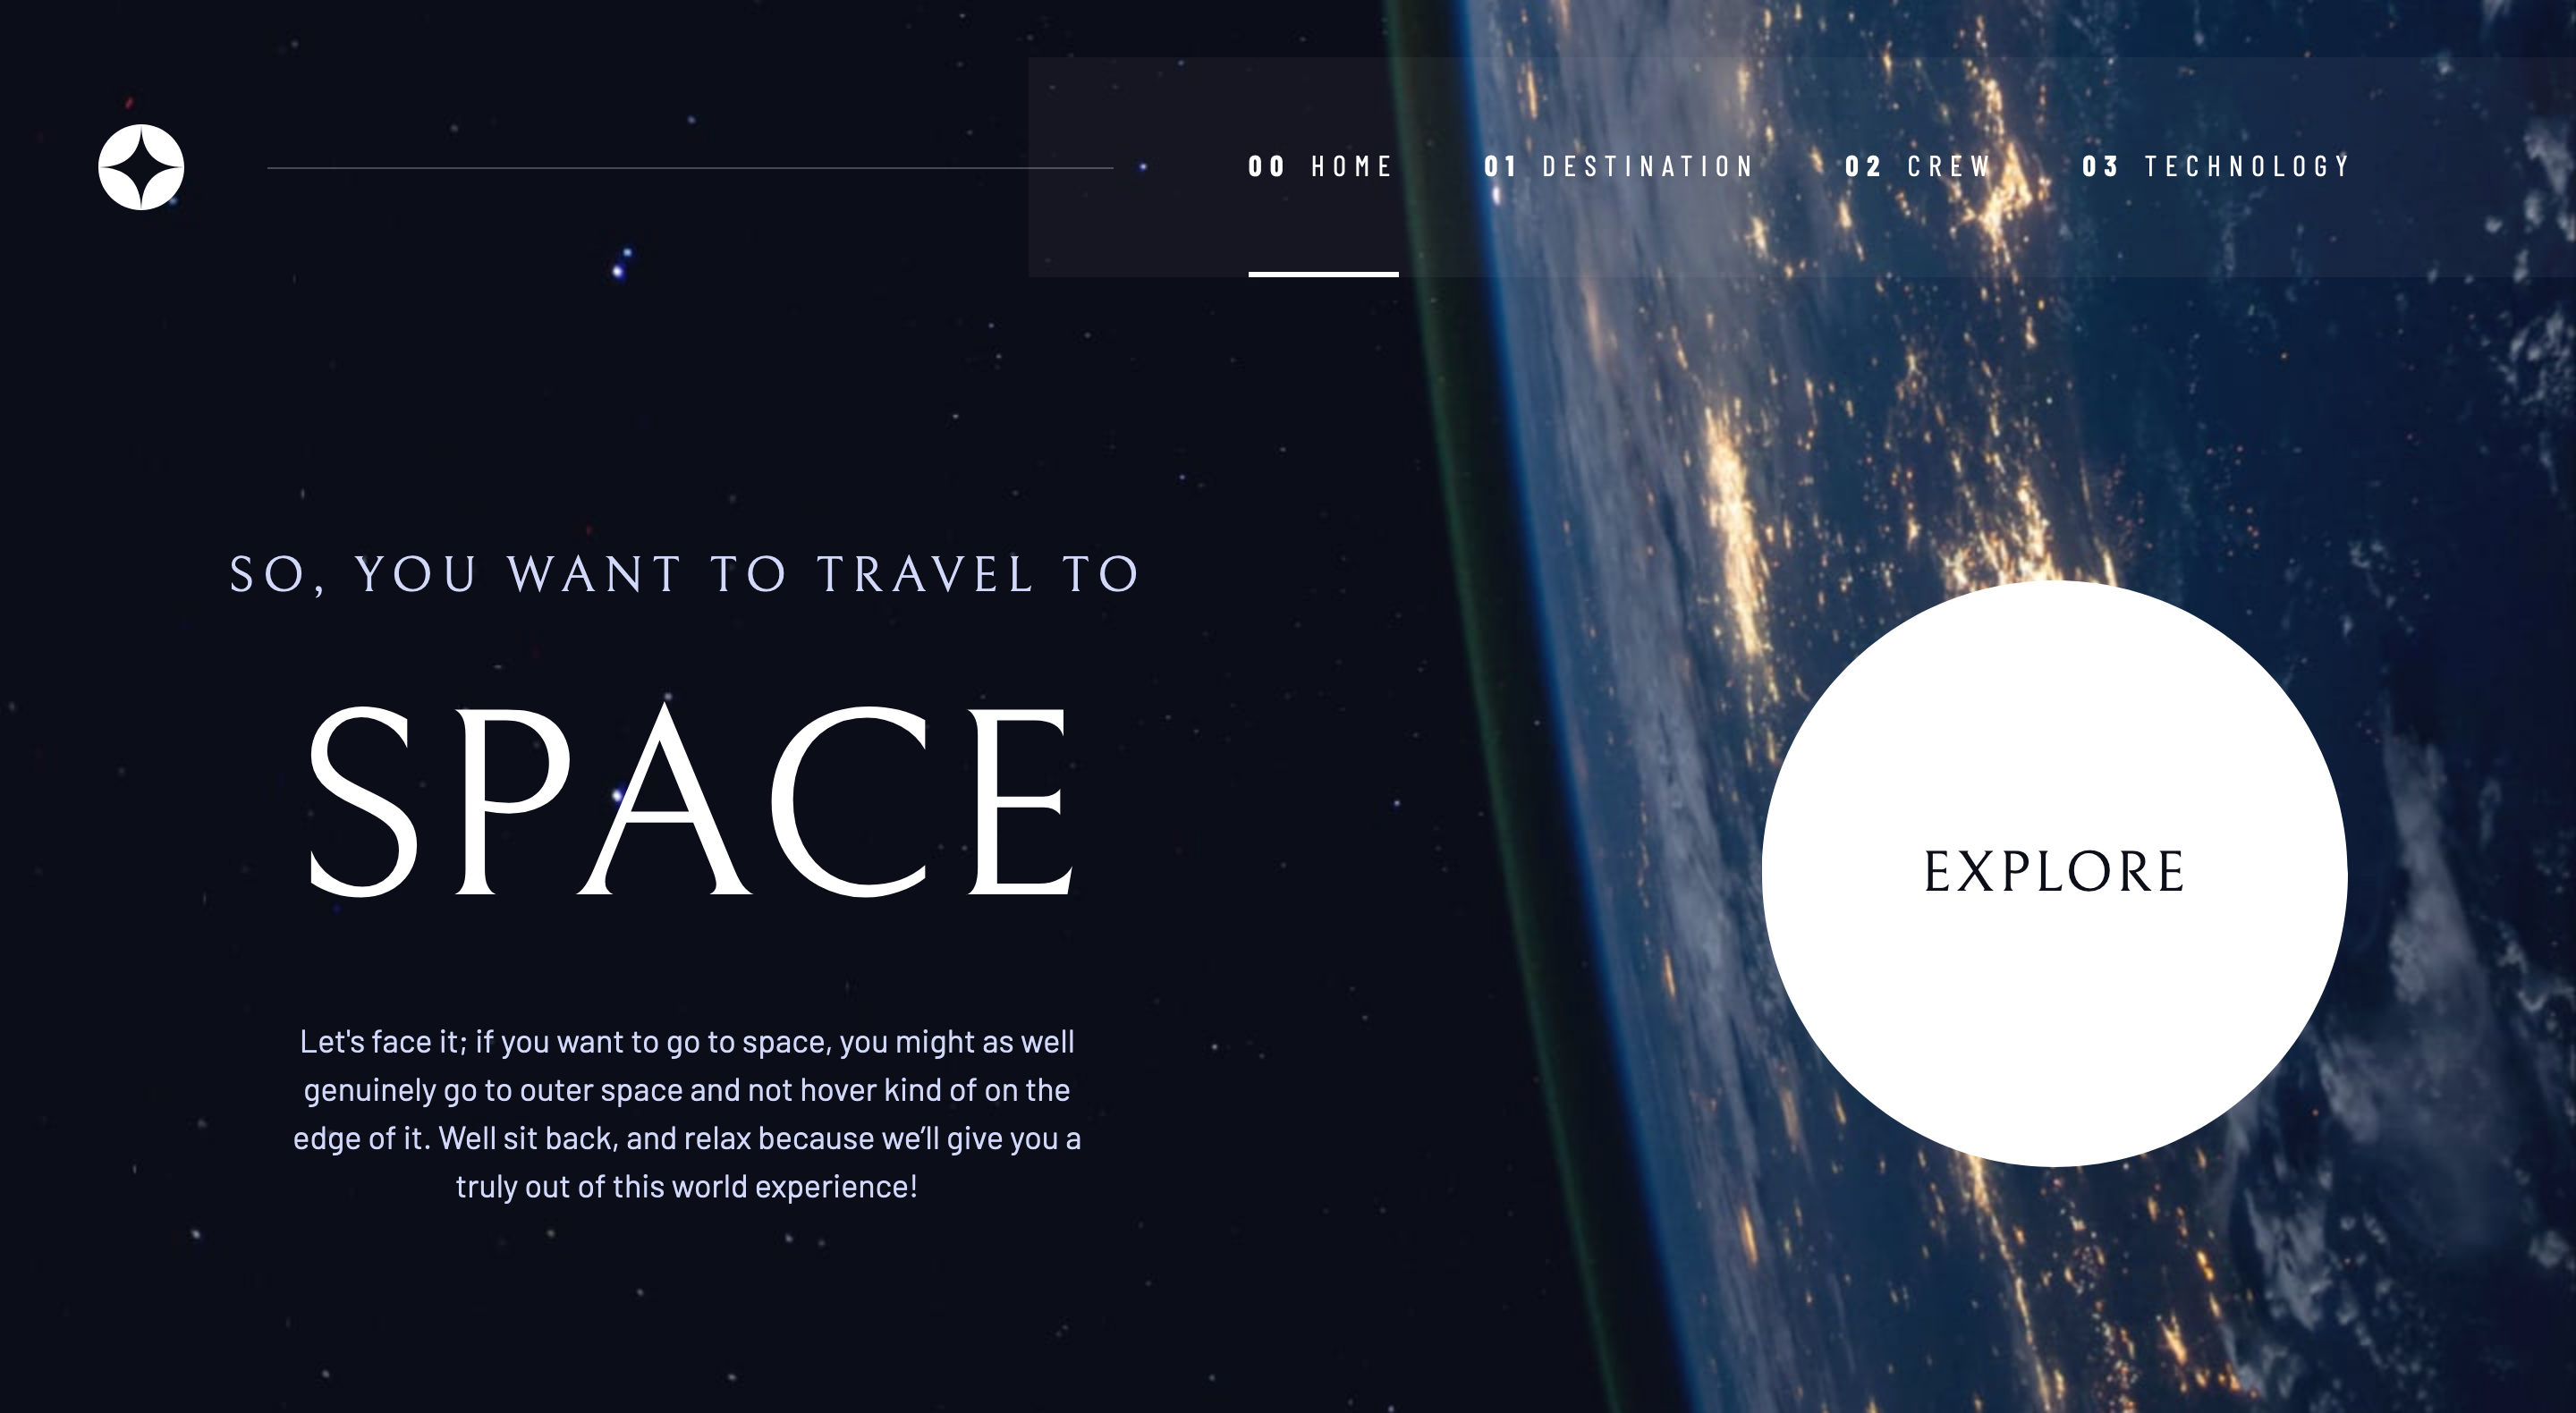 00 HOME 01 DESTINATION 02 CREW 03 TECHNOLOGY
SO, YOU WANT TO TRAVEL TO
SPACE
Let's face it; if you want to go to space, you might as well
genuinely go to outer space and not hover kind of on the
edge of it. Well sit back, and relax because we’ll give you a
truly out of this world experience!
EXPLORE